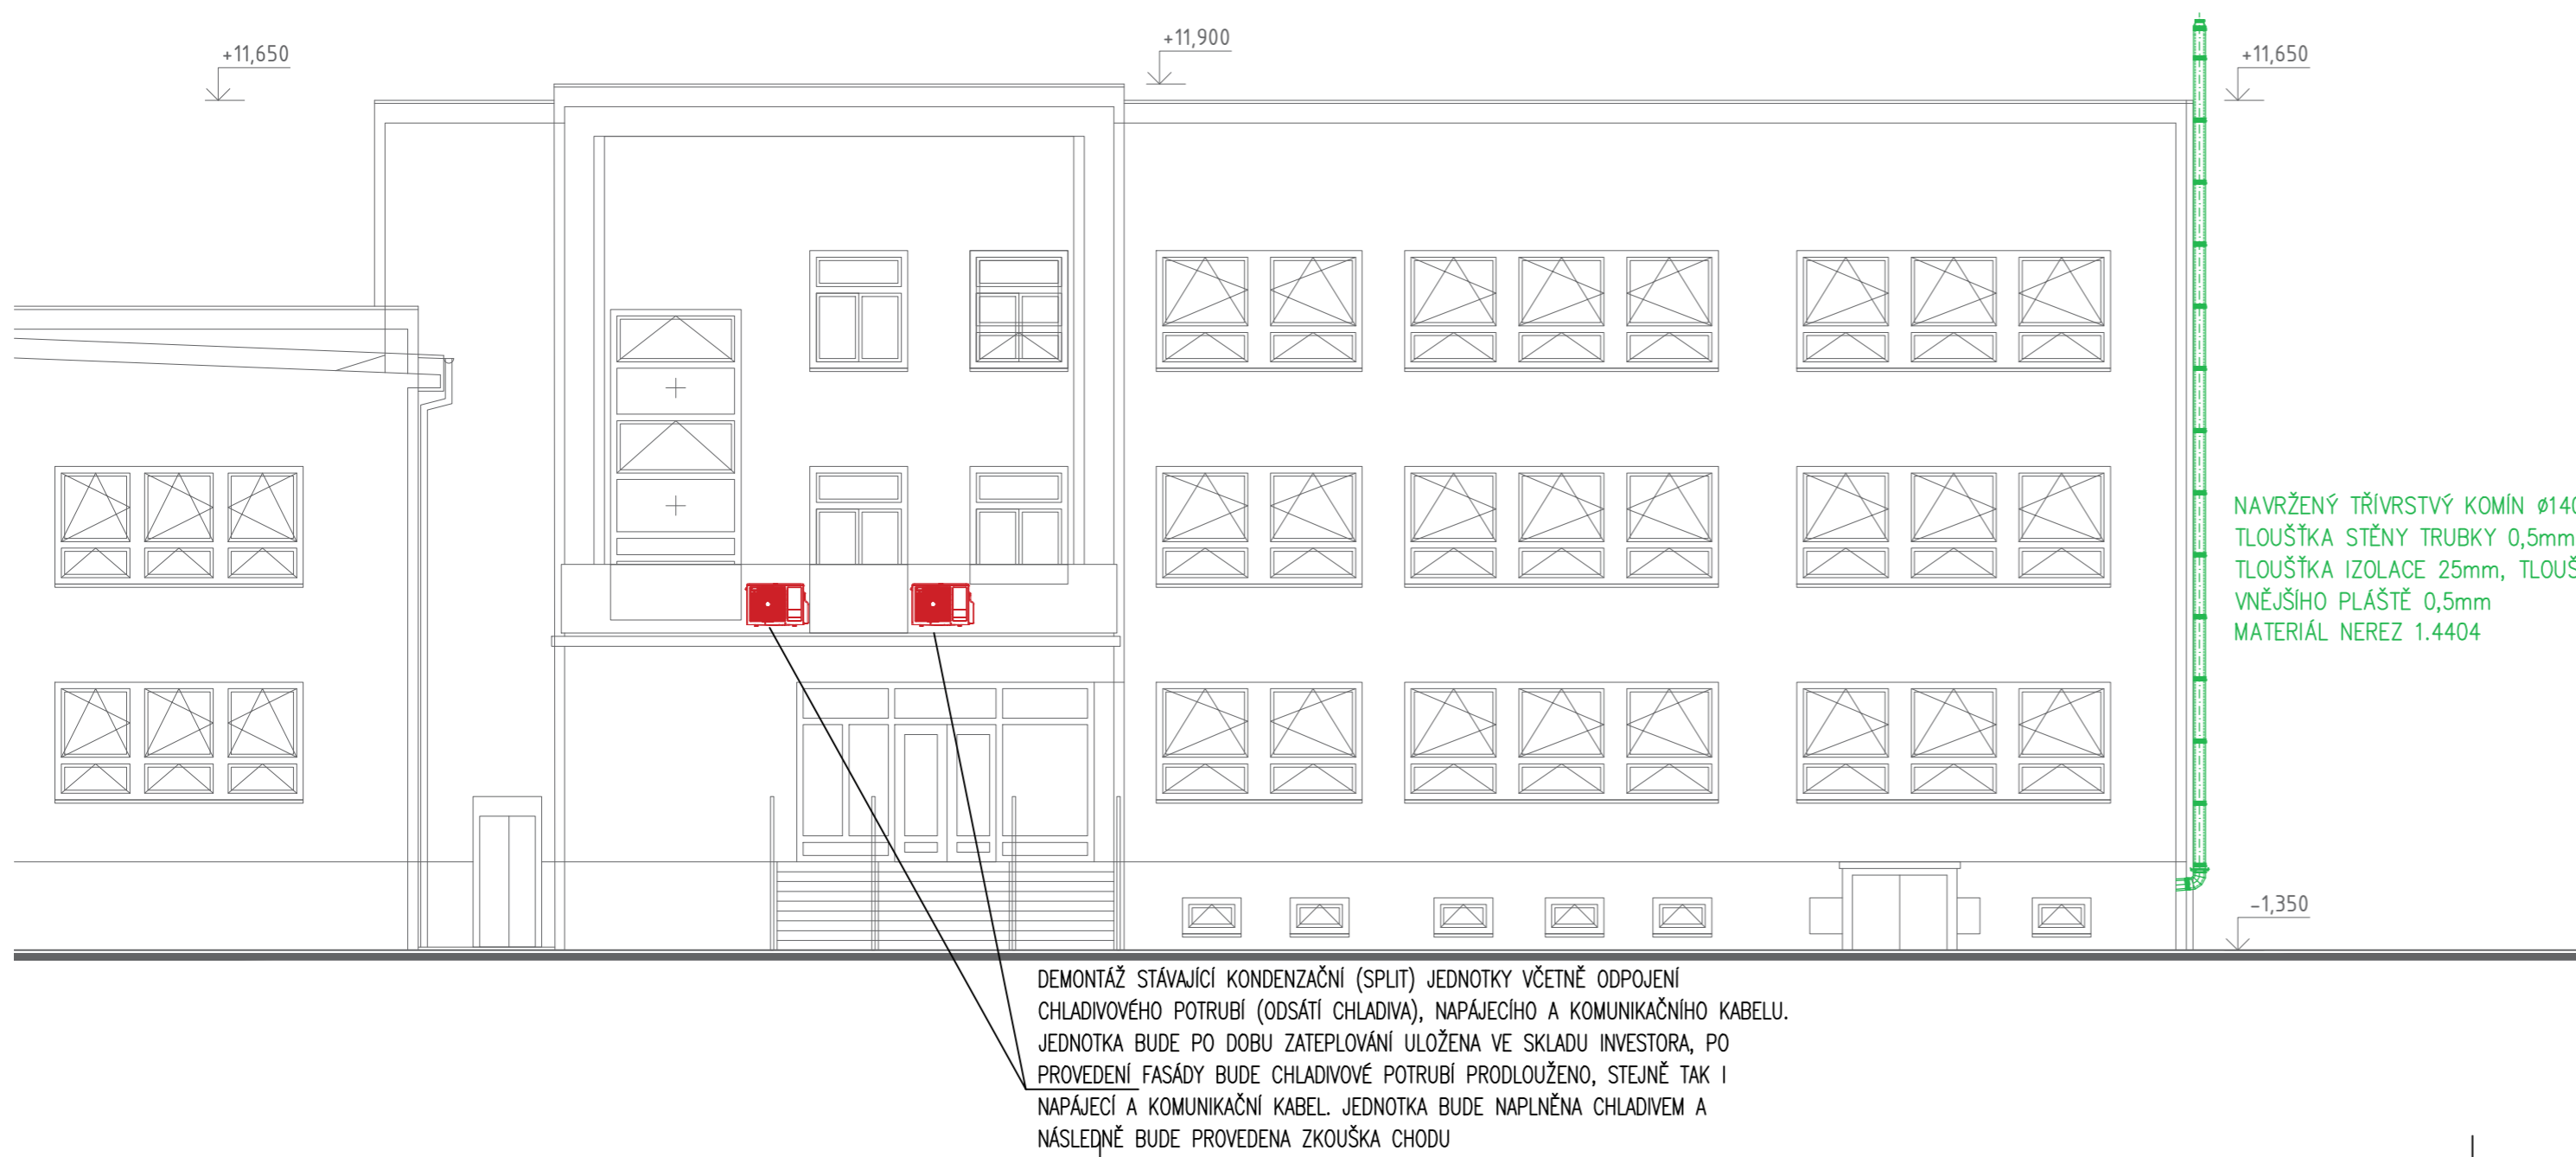 +11,650
+11,900
+11,650
NAVRŽENÝ TŘÍVRSTVÝ KOMÍN ø140
TLOUŠŤKA STĚNY TRUBKY 0,5mm
TLOUŠŤKA IZOLACE 25mm,
VNĚJŠÍHO PLÁŠTĚ 0,5mm
MATERIÁL NEREZ 1.4404
-1,350
DEMONTÁŽ STÁVAJÍCÍ KONDENZAČNÍ (SPLIT) JEDNOTKY VČETNĚ ODPOJENÍ
CHLADIVOVÉHO POTRUBÍ (ODSÁTÍ CHLADIVA), NAPÁJECÍHO A KOMUNIKAČNÍHO KABELU.
JEDNOTKA BUDE PO DOBU ZATEPLOVÁNÍ ULOŽENA VE SKLADU INVESTORA, PO
PROVEDENÍ FASÁDY BUDE CHLADIVOVÉ POTRUBÍ PRODLOUŽENO, STEJNĚ TAK I
NAPÁJECÍ A KOMUNIKAČNÍ KABEL. JEDNOTKA BUDE NAPLNĚNA CHLADIVEM A
NÁSLEDNĚ BUDE PROVEDENA ZKOUŠKA CHODU